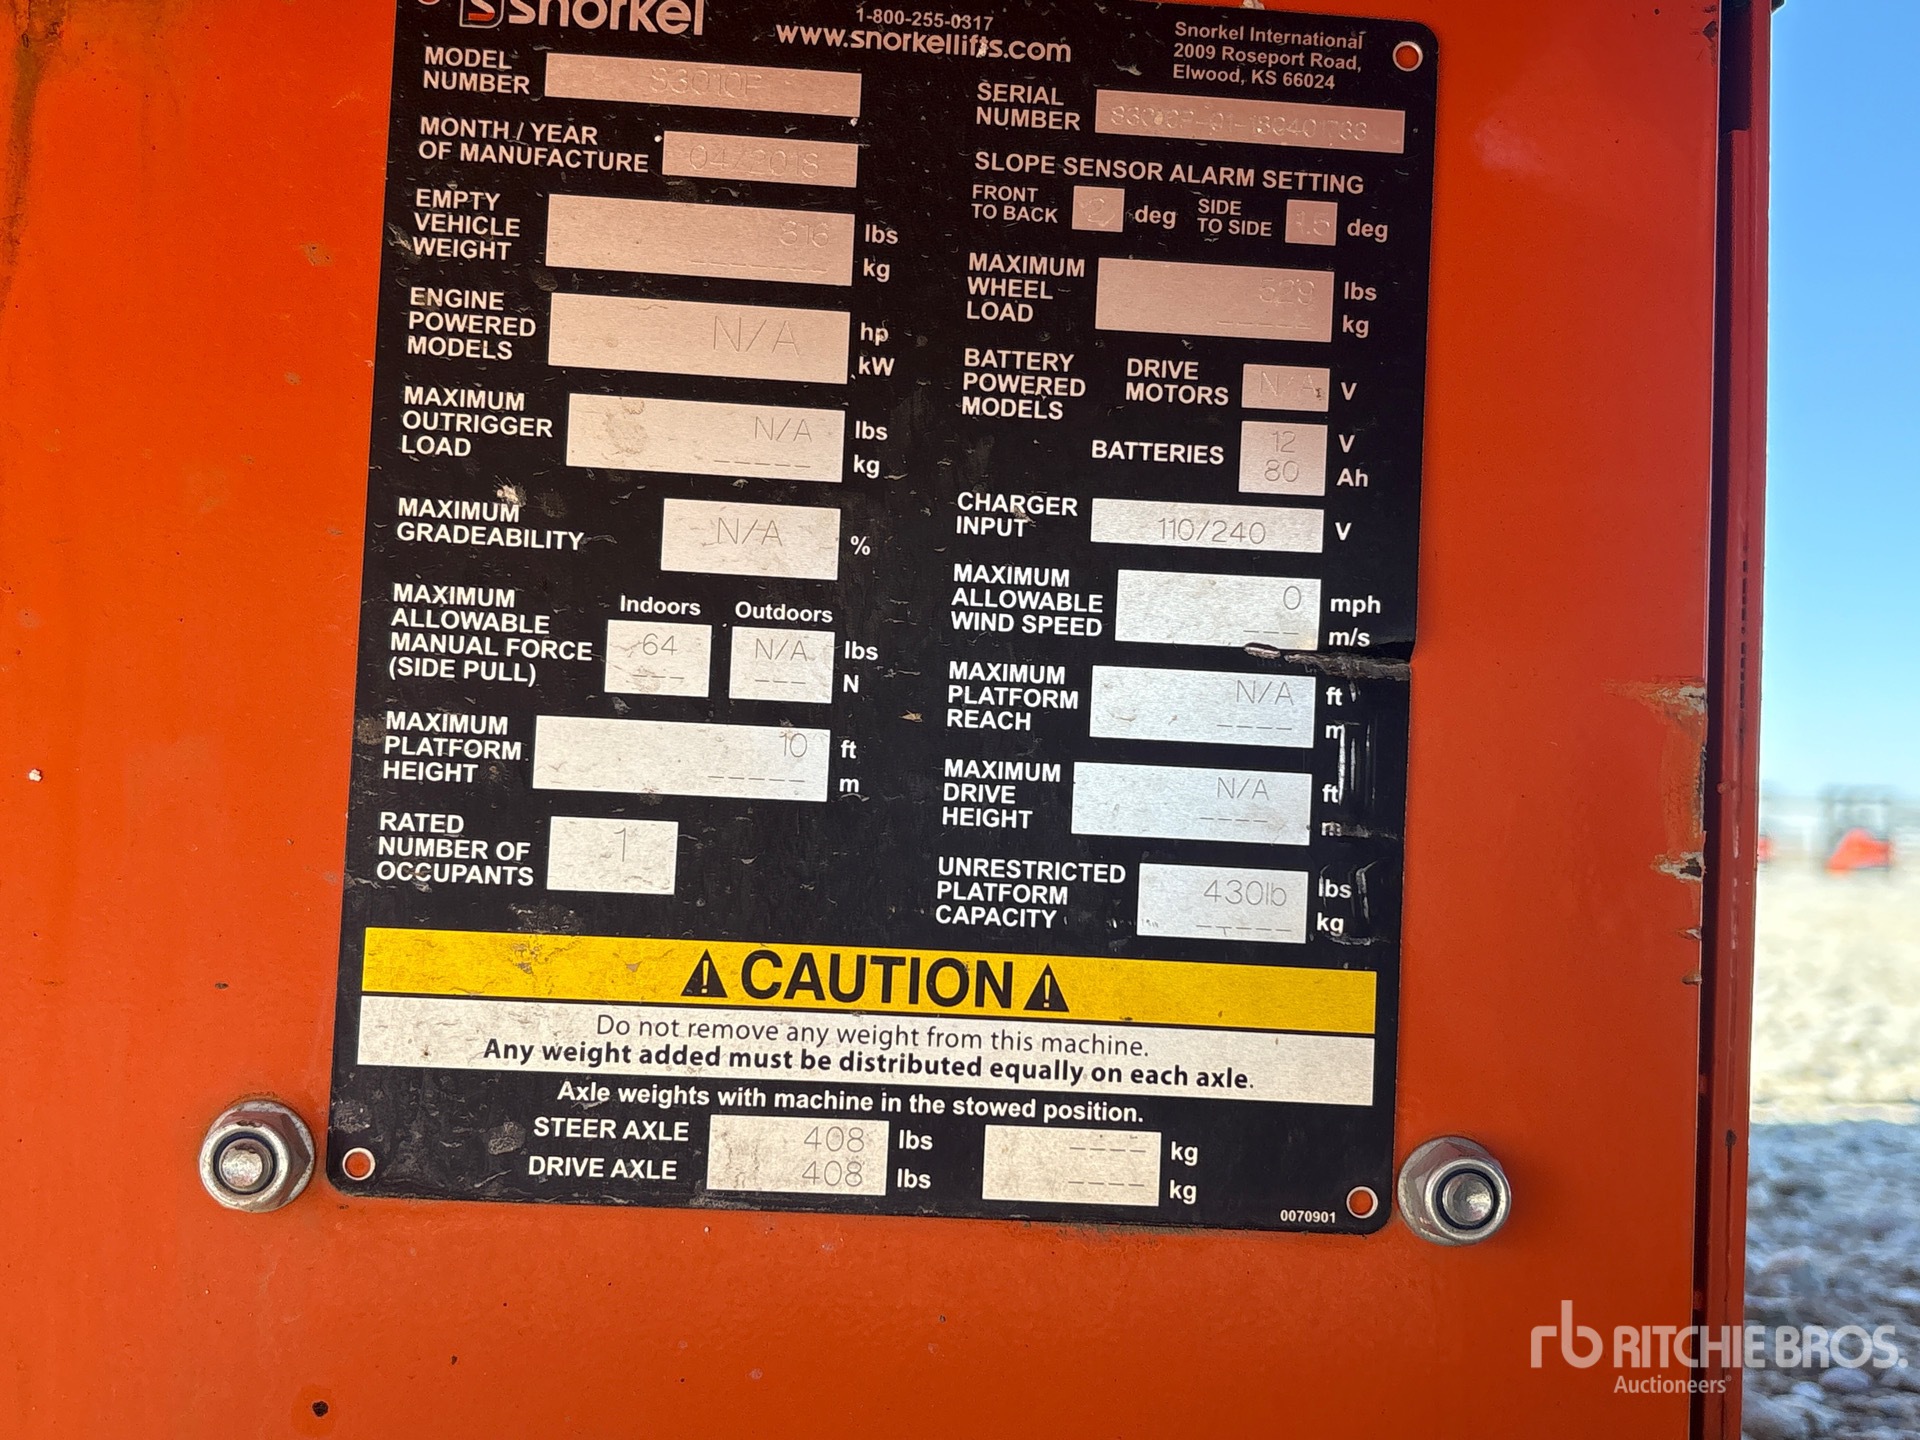 snorkel
1-800-255-0317
www.snorkellifts.com
Snorkel International
2009 Roseport Road,
Elwood, KS 66024
MODEL
NUMBER
S3010P
SERIAL
NUMBER
MONTH / YEAR
OF MANUFACTURE
04/2018
SLOPE SENSOR ALARM SETTING
FRONT
TO BACK
2 deg
SIDE
TO SIDE
1.5 deg
EMPTY
VEHICLE
WEIGHT
816 lbs
kg
MAXIMUM
WHEEL
LOAD
lbs
kg
ENGINE
POWERED
MODELS
N/A hp
kW
BATTERY
POWERED
MODELS
DRIVE
MOTORS
N/A V
BATTERIES
12 V
80 Ah
MAXIMUM
OUTRIGGER
LOAD
N/A lbs
----- kg
CHARGER
INPUT
110/240 V
MAXIMUM
GRADEABILITY
N/A %
MAXIMUM
ALLOWABLE
WIND SPEED
0 mph
--- m/s
MAXIMUM
ALLOWABLE
MANUAL FORCE
(SIDE PULL)
Indoors Outdoors
64 N/A lbs
--- --- N
MAXIMUM
PLATFORM
REACH
N/A ft
---- m
MAXIMUM
PLATFORM
HEIGHT
10 ft
----- m
MAXIMUM
DRIVE
HEIGHT
N/A ft
---- m
RATED
NUMBER OF
OCCUPANTS
1
UNRESTRICTED
PLATFORM
CAPACITY
430lb lbs
----- kg
CAUTION
Do not remove any weight from this machine.
Any weight added must be distributed equally on each axle.
Axle weights with machine in the stowed position.
STEER AXLE 408 lbs ---- kg
DRIVE AXLE 408 lbs ---- kg
0070901
rb RITCHIE BROS.
Auctioneers